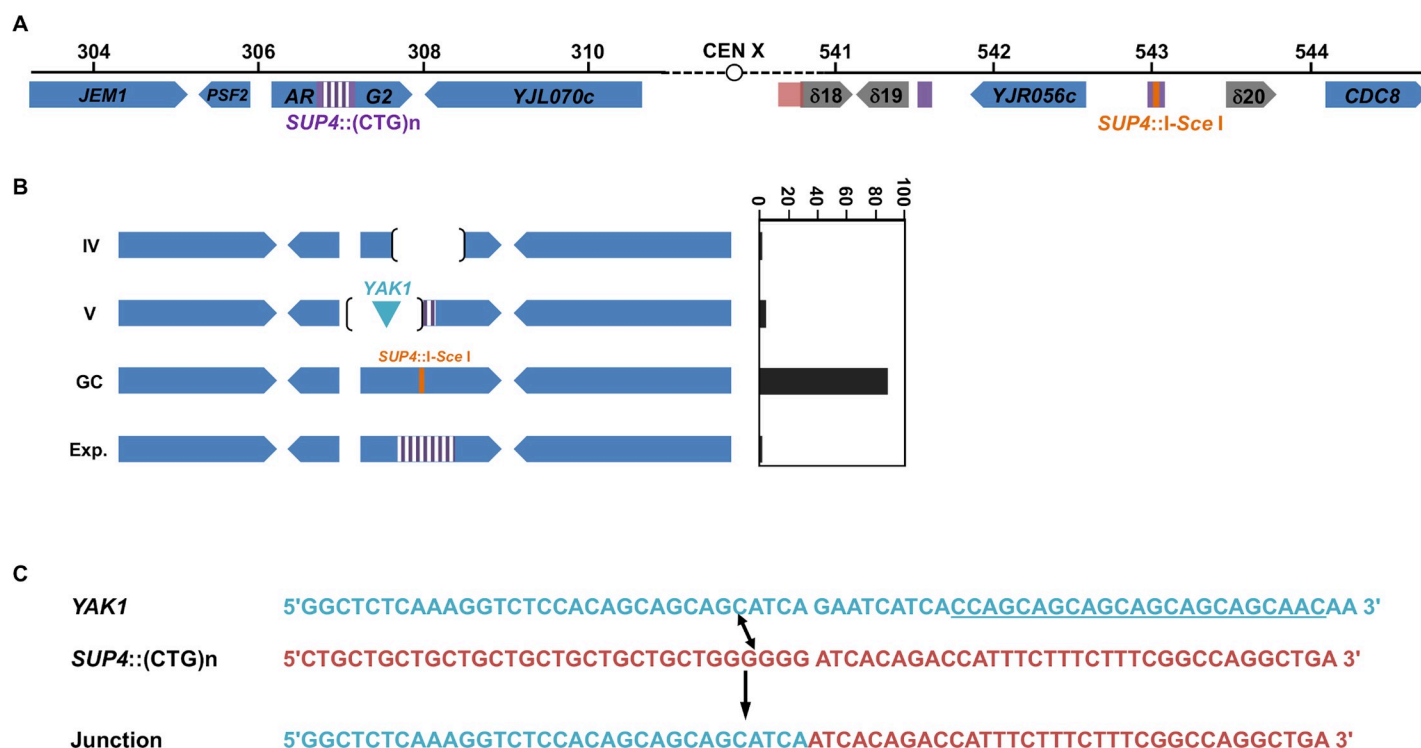 A
304 306 308 310 CEN X 541 542 543 544
JEM1 PSF2 AR G2 YJL070c δ18 δ19 YJR056c δ20 CDC8
SUP4::(CTG)n SUP4::I-Sce I
B
0 20 40 60 80 100
IV
YAK1
V
SUP4::I-Sce I
GC
Exp.
C
YAK1 5'GGCTCTCAAAGGTCTCCACAGCAGCAGCATCA GAATCATCACCAGCAGCAGCAGCAGCAGCAACAA 3'
SUP4::(CTG)n 5'CTGCTGCTGCTGCTGCTGCTGCTGCTGGGGGG ATCACAGACCATTTCTTTCTTTCGGCCAGGCTGA 3'
Junction 5'GGCTCTCAAAGGTCTCCACAGCAGCAGCATCAATCACAGACCATTTCTTTCTTTCGGCCAGGCTGA 3'